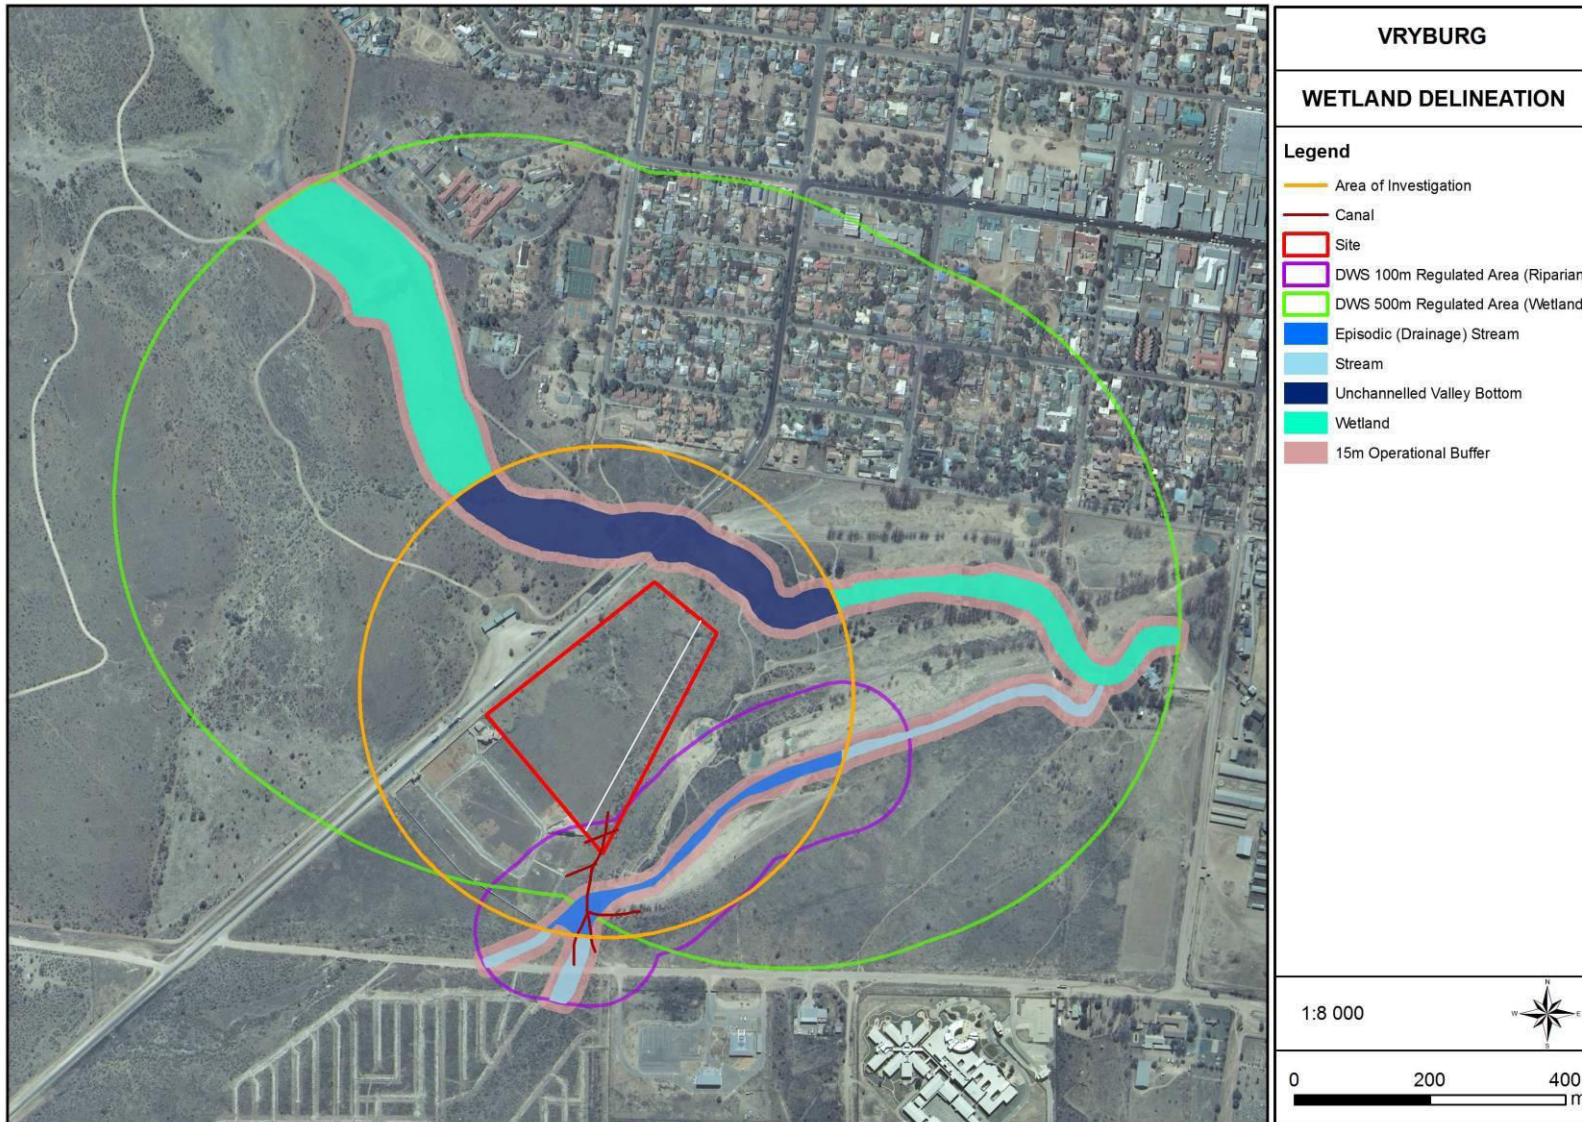 VRYBURG
WETLAND DELINEATION
Legend
Area of Investigation
Canal
Site
DWS 100m Regulated Area (Riparian
DWS 500m Regulated Area (Wetland
Episodic (Drainage) Stream
Stream
Unchannelled Valley Bottom
Wetland
15m Operational Buffer
1:8 000
N
W E
S
0 200 400
m